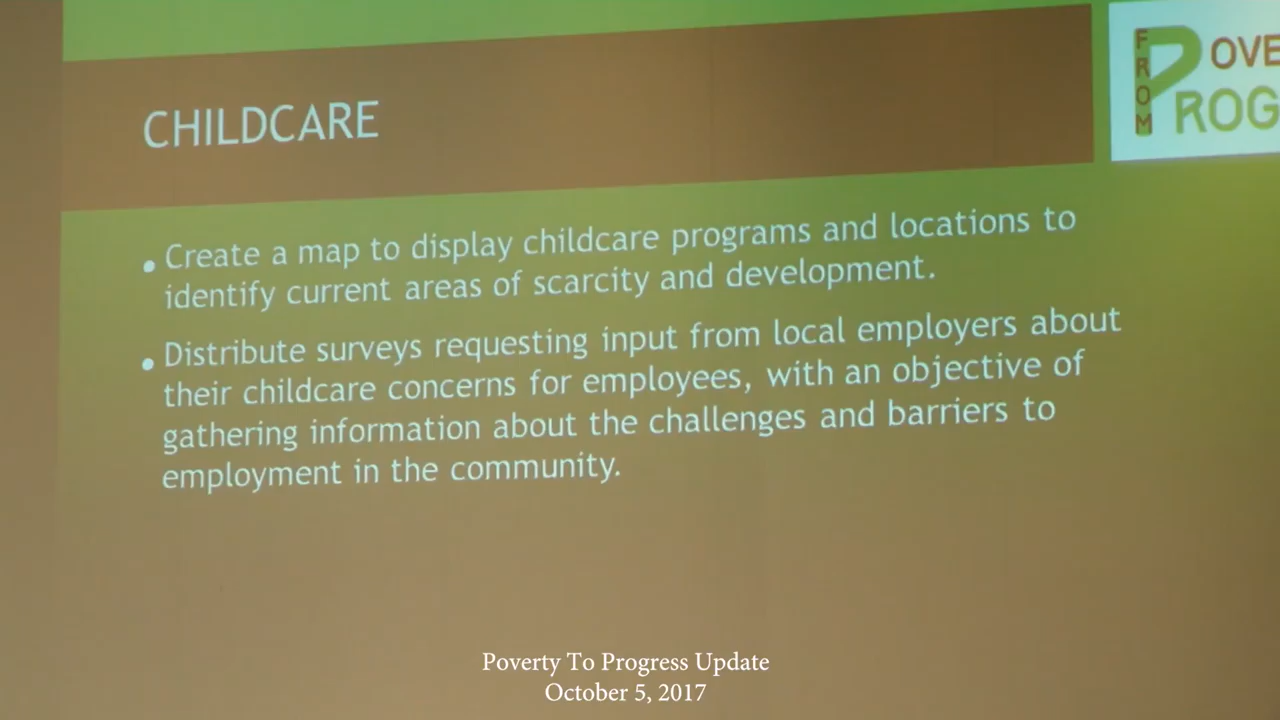 CHILDCARE
FROM
OVE
PROG
• Create a map to display childcare programs and locations to
identify current areas of scarcity and development.
• Distribute surveys requesting input from local employers about
their childcare concerns for employees, with an objective of
gathering information about the challenges and barriers to
employment in the community.
Poverty To Progress Update
October 5, 2017